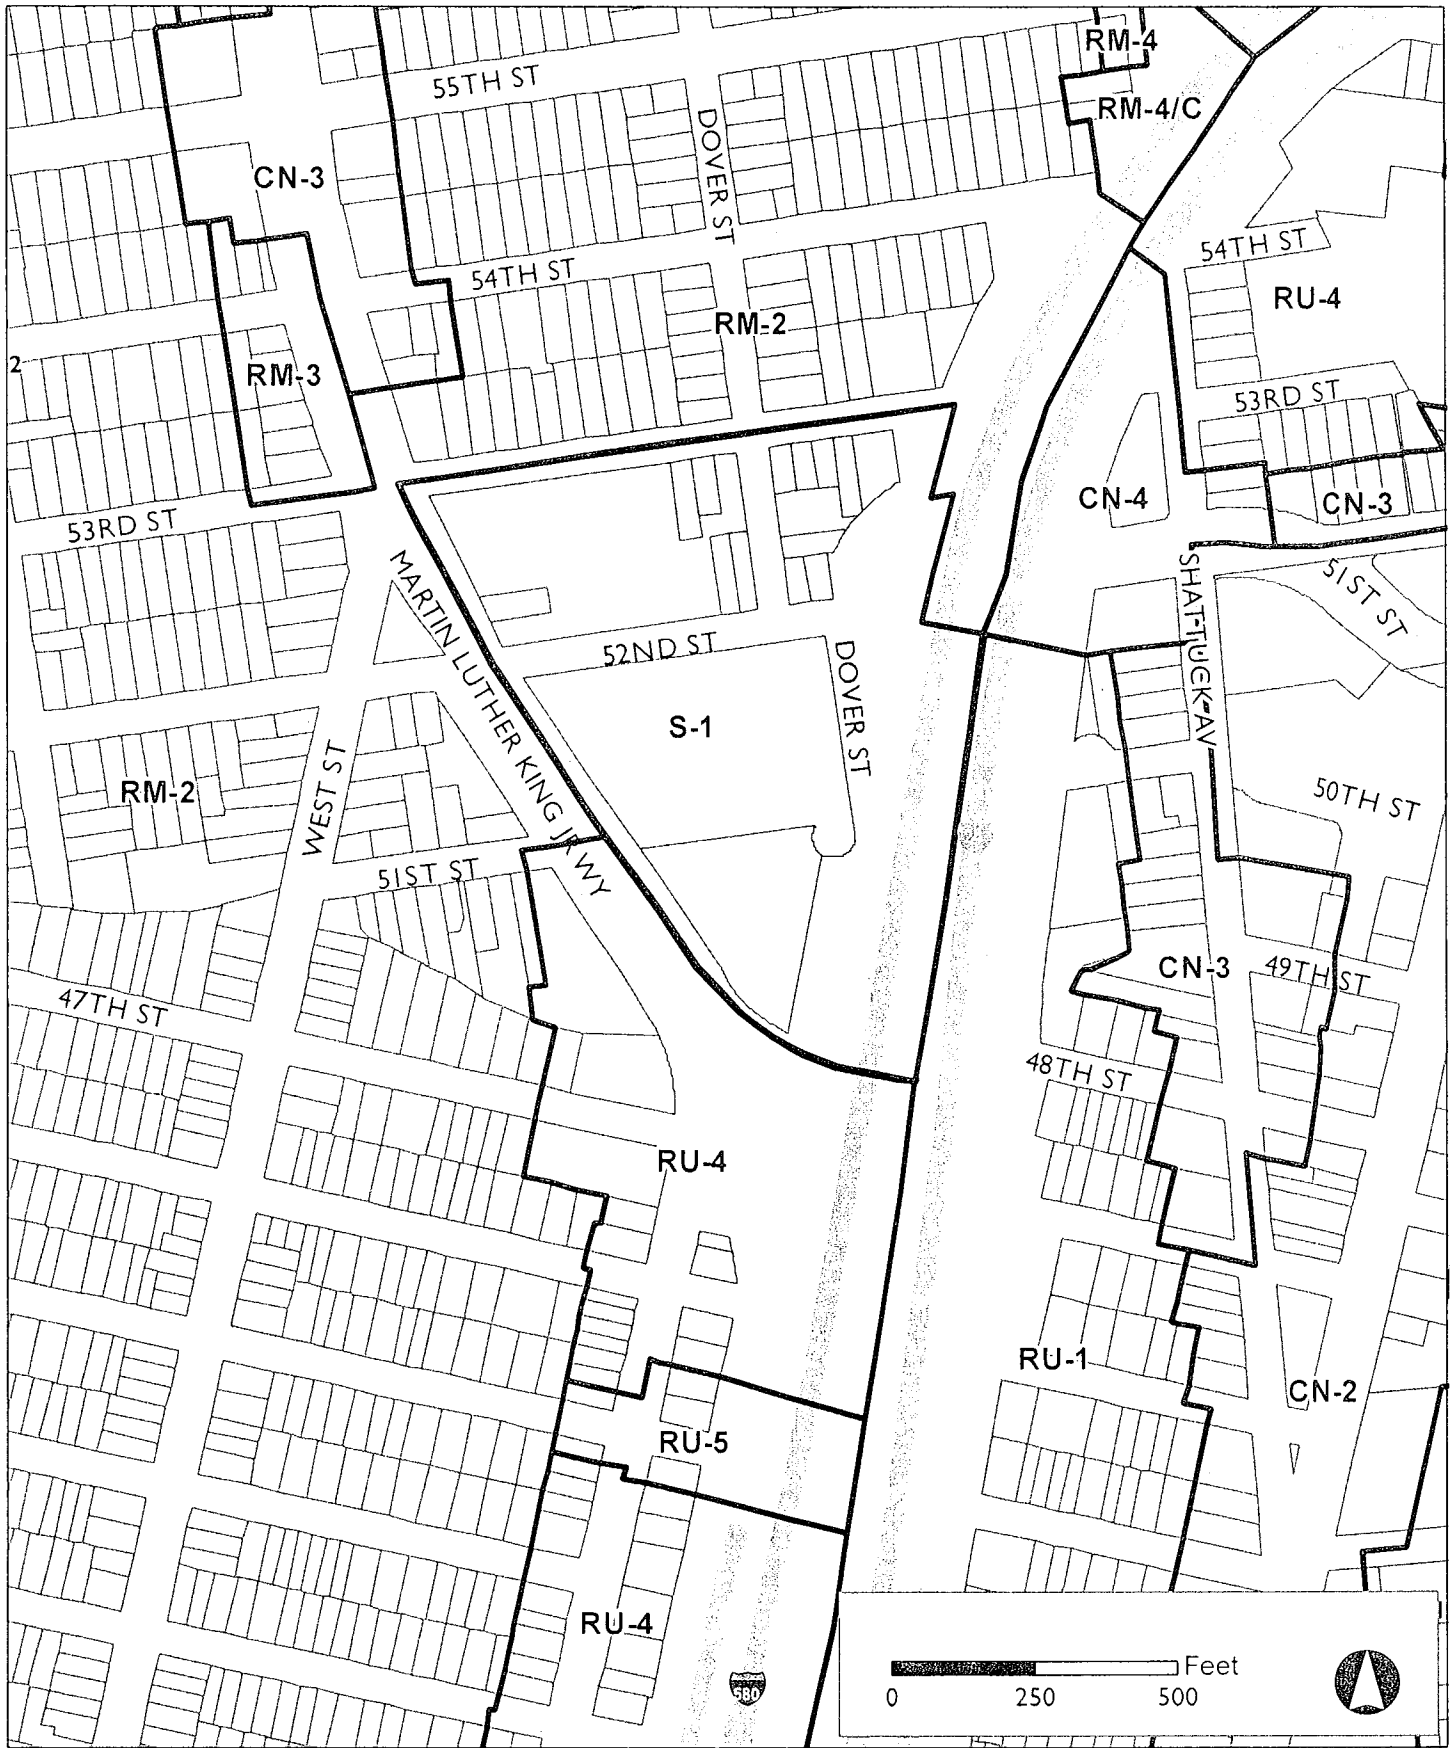 RM-4
55TH ST
RM-4/C
DOVER ST
CN-3
54TH ST
54TH ST
RU-4
RM-2
2
RM-3
53RD ST
CN-4
CN-3
53RD ST
MARTIN LUTHER KING JR WY
SHATTUCK AV
51ST ST
52ND ST
DOVER ST
S-1
WEST ST
RM-2
50TH ST
51ST ST
CN-3
49TH ST
47TH ST
48TH ST
RU-4
RU-1
CN-2
RU-5
RU-4
580
Feet
0 250 500